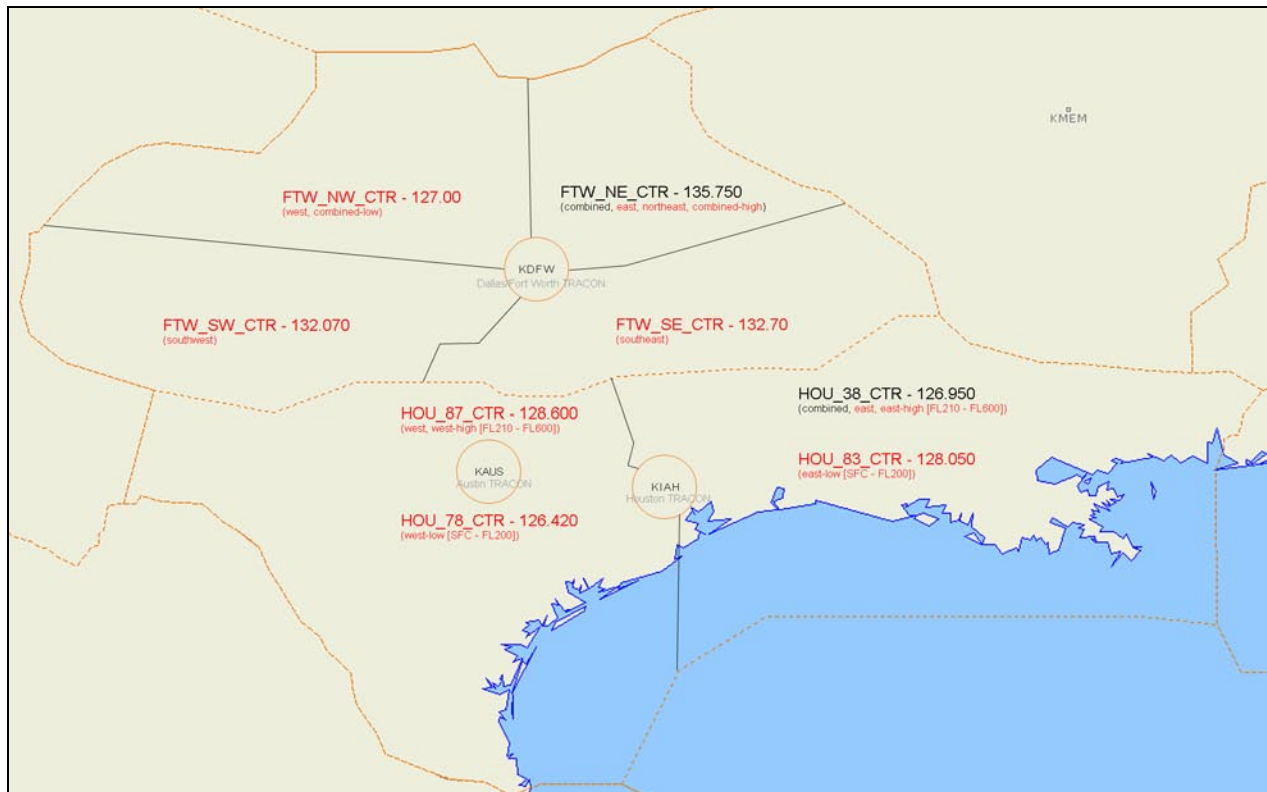 KMEM
FTW_NW_CTR - 127.00
(west, combined-low)
FTW_NE_CTR - 135.750
(combined, east, northeast, combined-high)
KDFW
Dallas/Fort Worth TRACON
FTW_SW_CTR - 132.070
(southwest)
FTW_SE_CTR - 132.70
(southeast)
HOU_87_CTR - 128.600
(west, west-high [FL210 - FL600])
HOU_38_CTR - 126.950
(combined, east, east-high [FL210 - FL600])
KAUS
Austin TRACON
HOU_83_CTR - 128.050
(east-low [SFC - FL200])
KIAH
Houston TRACON
HOU_78_CTR - 126.420
(west-low [SFC - FL200])